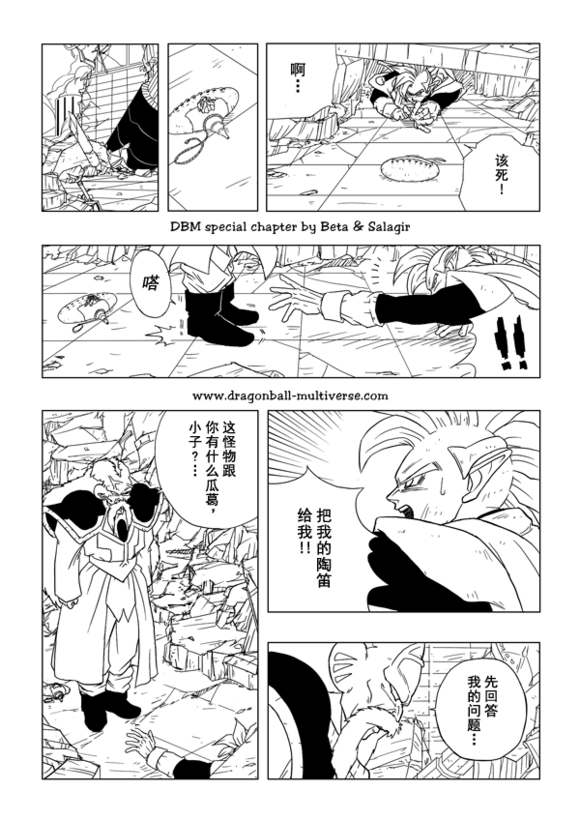 啊…
该死！
DBM special chapter by Beta & Salagir
嗒
!!
www.dragonball-multiverse.com
这怪物跟
你有什么瓜葛，
小子？…
把我的陶笛
给我!!
先回答
我的问题…